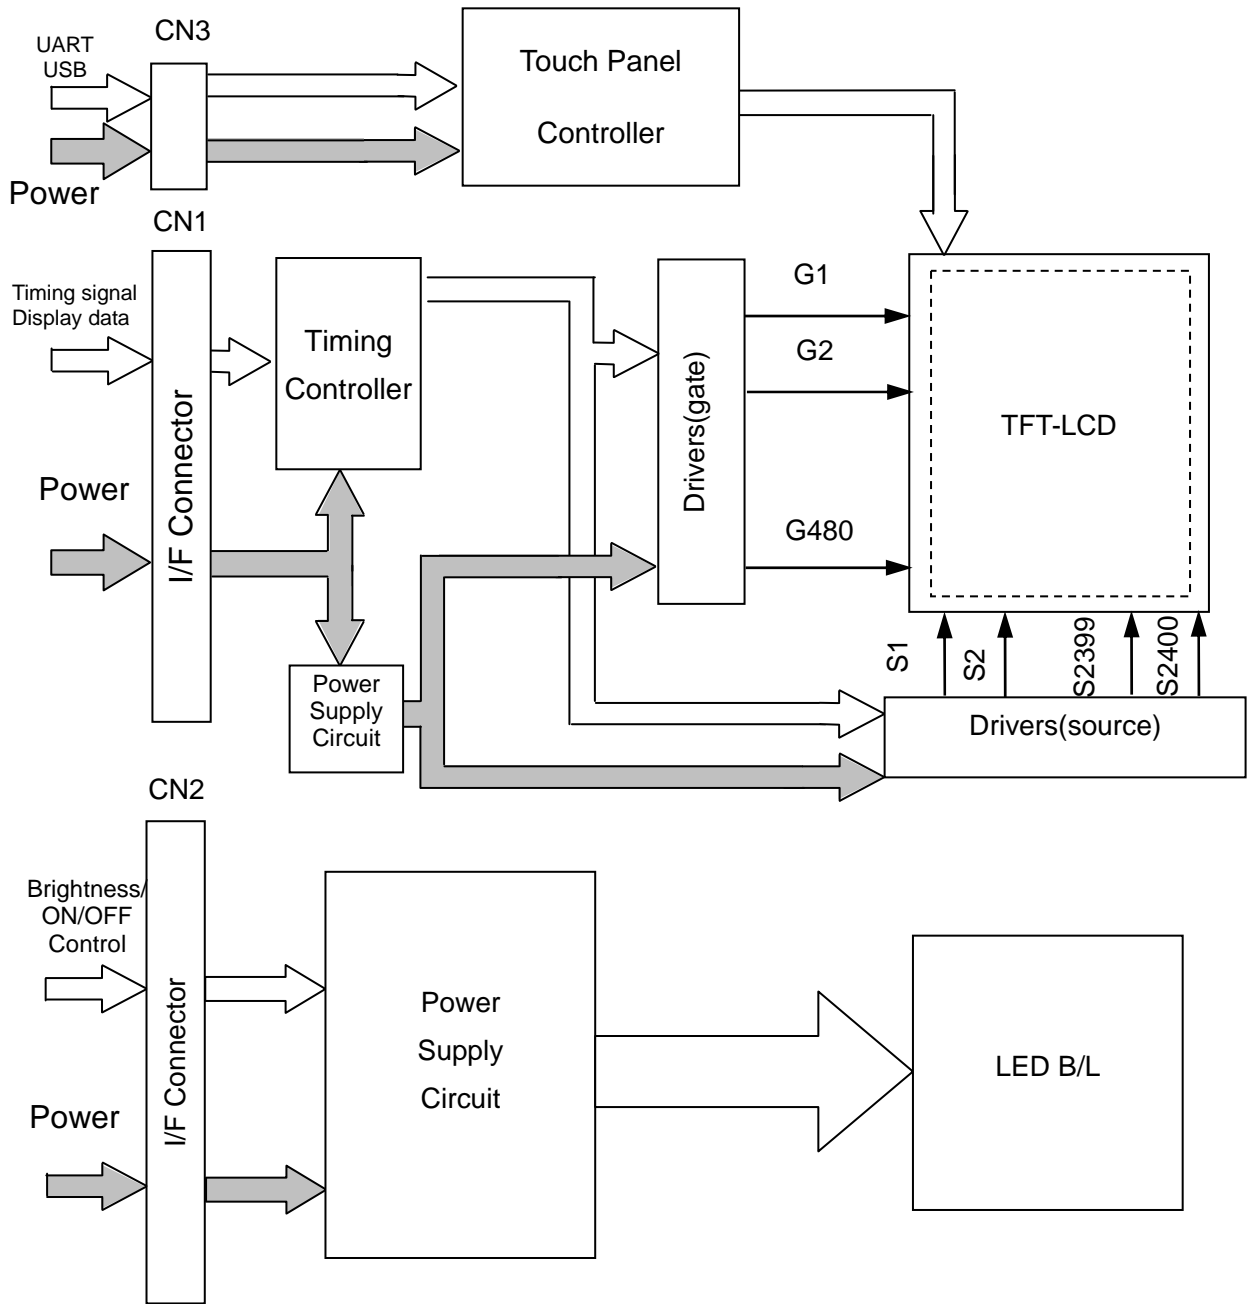 CN3
UART
USB
Power
Touch Panel
Controller
CN1
Timing signal
Display data
Power
I/F Connector
Timing
Controller
Power
Supply
Circuit
Drivers(gate)
G1
G2
G480
TFT-LCD
S1
S2
S2399
S2400
Drivers(source)
CN2
Brightness/
ON/OFF
Control
Power
I/F Connector
Power
Supply
Circuit
LED B/L